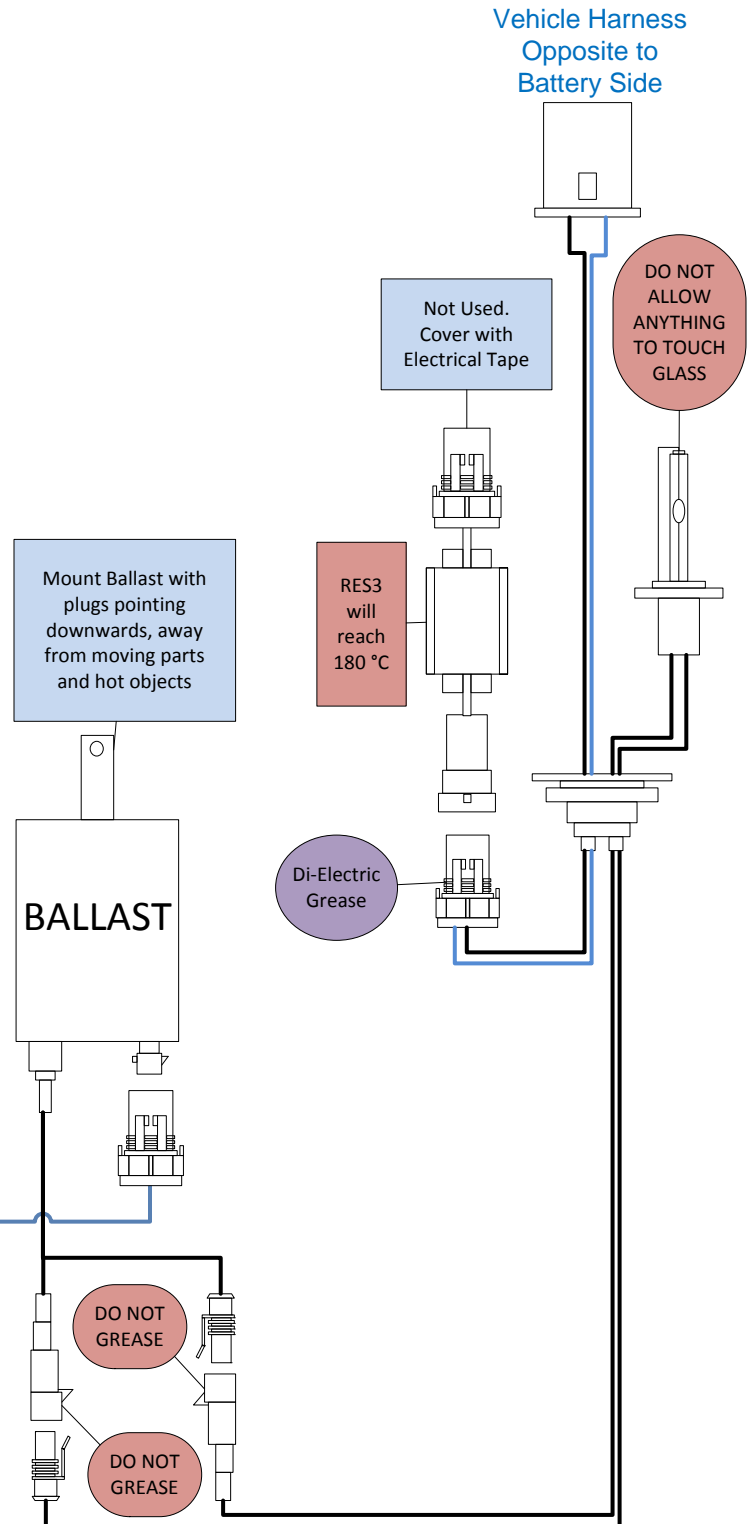 Vehicle Harness
Opposite to
Battery Side
DO NOT
ALLOW
ANYTHING
TO TOUCH
GLASS
Not Used.
Cover with
Electrical Tape
RES3
will
reach
180 °C
Mount Ballast with
plugs pointing
downwards, away
from moving parts
and hot objects
Di-Electric
Grease
BALLAST
DO NOT
GREASE
DO NOT
GREASE